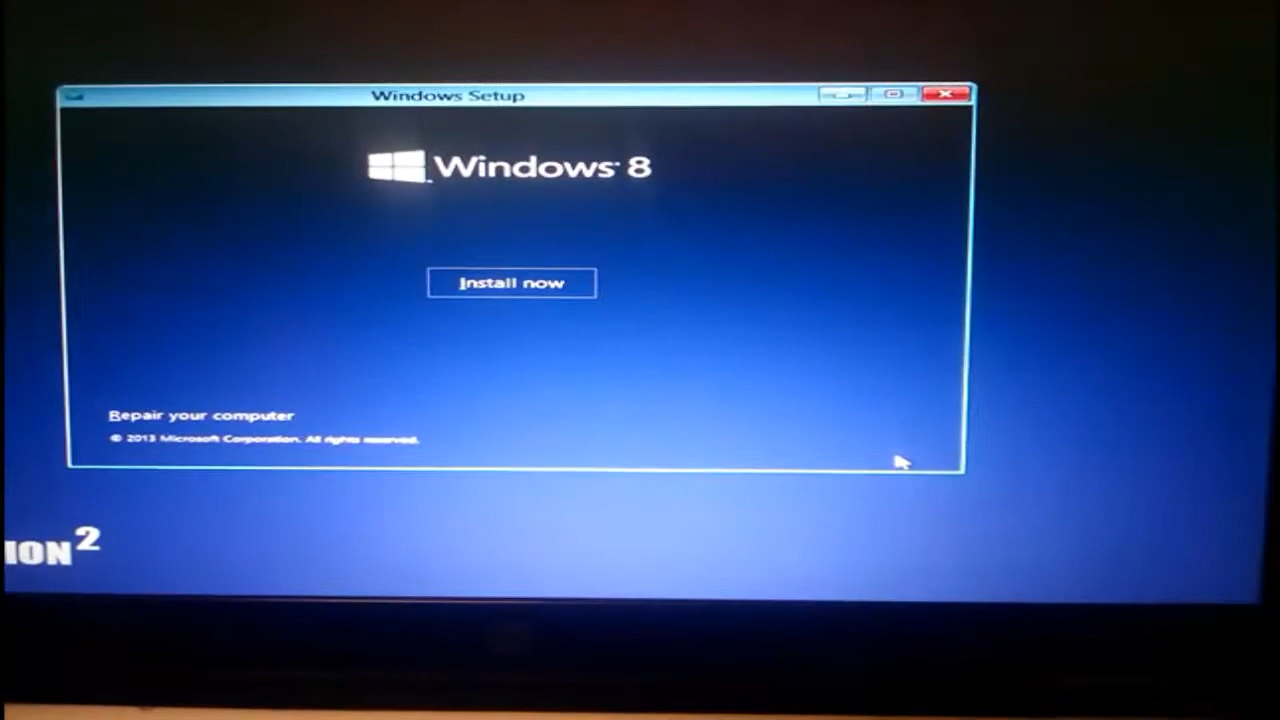 Windows Setup
Windows 8
Install now
Repair your computer
© 2013 Microsoft Corporation. All rights reserved.
ION²